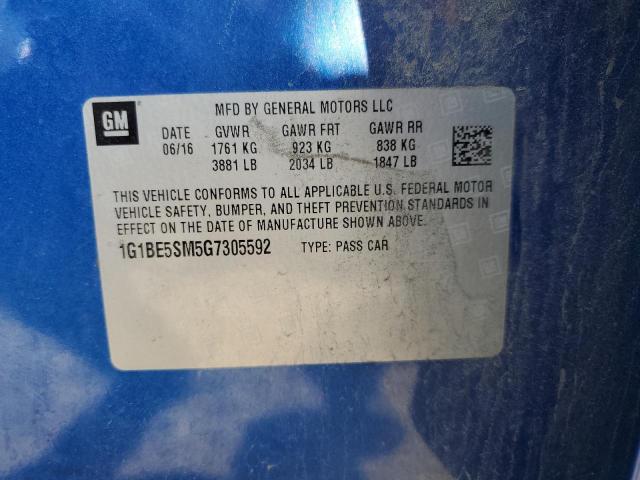 GM
MFD BY GENERAL MOTORS LLC
DATE GVWR GAWR FRT GAWR RR
06/16 1761 KG 923 KG 838 KG
3881 LB 2034 LB 1847 LB
THIS VEHICLE CONFORMS TO ALL APPLICABLE U.S. FEDERAL MOTOR
VEHICLE SAFETY, BUMPER, AND THEFT PREVENTION STANDARDS IN
EFFECT ON THE DATE OF MANUFACTURE SHOWN ABOVE.
1G1BE5SM5G7305592 TYPE: PASS CAR